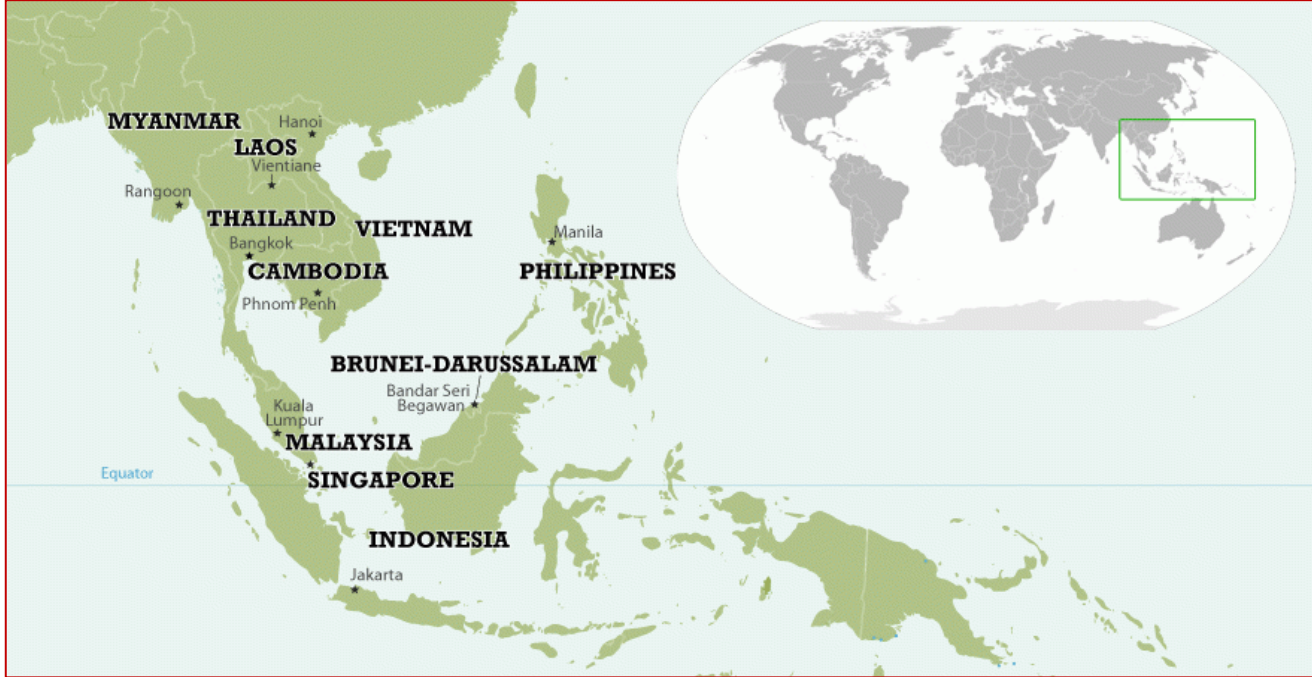 MYANMAR
Hanoi
LAOS
Vientiane
Rangoon
THAILAND
VIETNAM
Bangkok
Manila
CAMBODIA
PHILIPPINES
Phnom Penh
BRUNEI-DARUSSALAM
Bandar Seri
Begawan
Kuala
Lumpur
MALAYSIA
Equator
SINGAPORE
INDONESIA
Jakarta